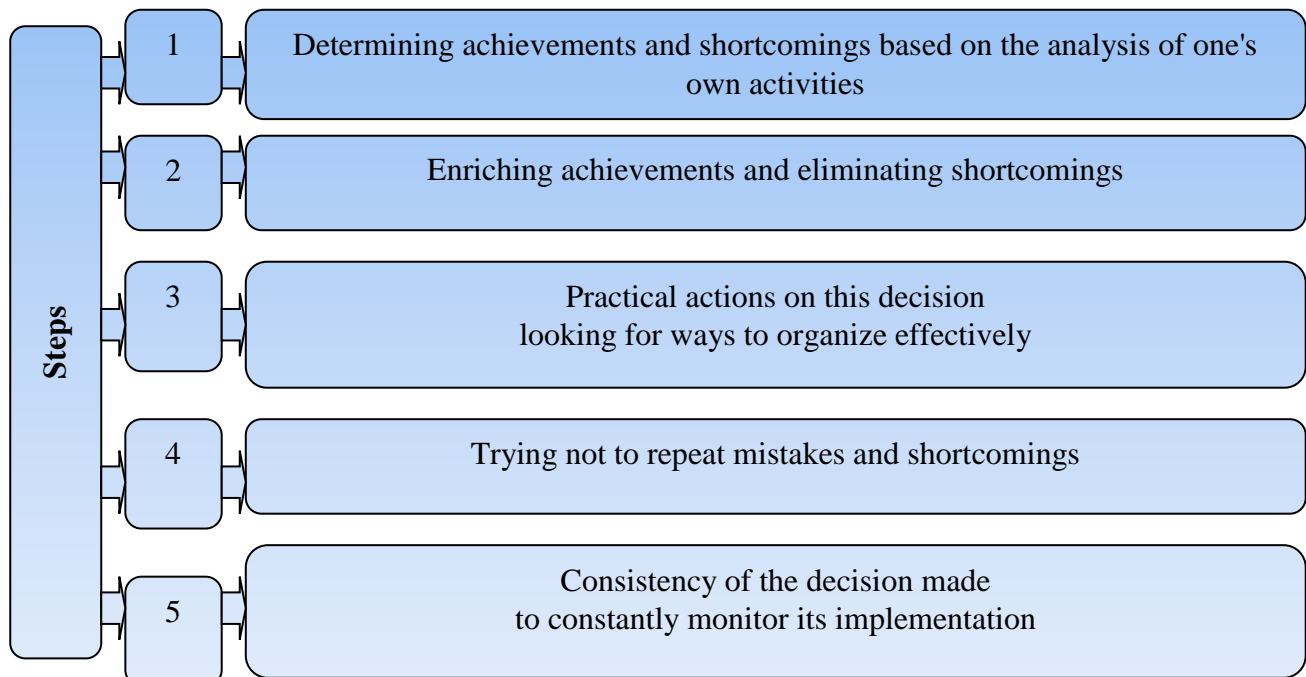 Steps
1
Determining achievements and shortcomings based on the analysis of one's
own activities
2
Enriching achievements and eliminating shortcomings
3
Practical actions on this decision
looking for ways to organize effectively
4
Trying not to repeat mistakes and shortcomings
5
Consistency of the decision made
to constantly monitor its implementation